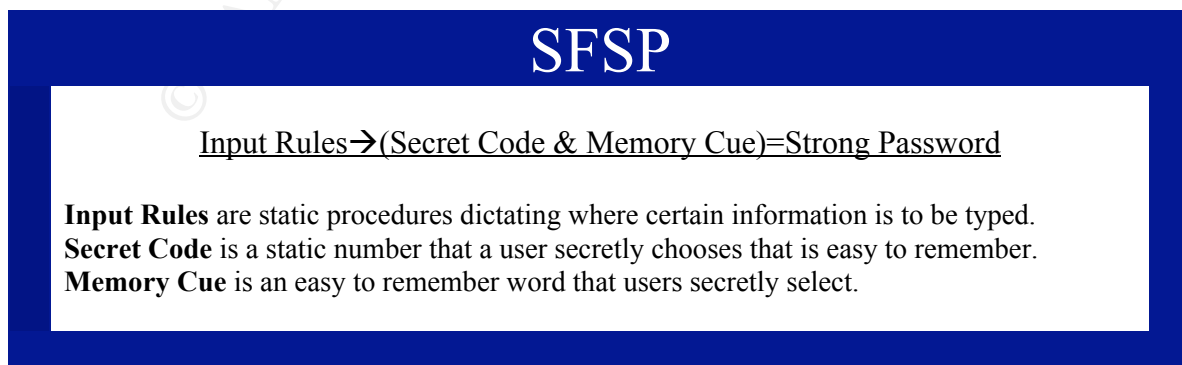 SFSP
Input Rules→(Secret Code & Memory Cue)=Strong Password
Input Rules are static procedures dictating where certain information is to be typed.
Secret Code is a static number that a user secretly chooses that is easy to remember.
Memory Cue is an easy to remember word that users secretly select.